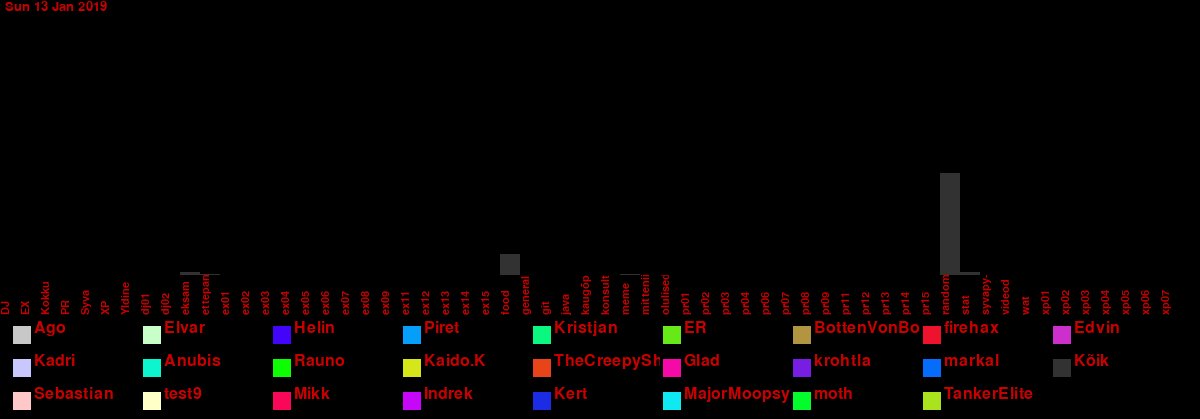 Sun 13 Jan 2019
DJ EX Kokku PR Syva XP Yldine dj01 dj02 eksam ettepan ex01 ex02 ex03 ex04 ex05 ex06 ex07 ex08 ex09 ex11 ex12 ex13 ex14 ex15 food general git java kaugõp konsult meme mittenii olulised pr01 pr02 pr03 pr04 pr06 pr07 pr08 pr09 pr11 pr12 pr13 pr14 pr15 random stat syvapy- videod wat xp01 xp02 xp03 xp04 xp05 xp06 xp07
Ago Elvar Helin Piret Kristjan ER BottenVonBo firehax Edvin
Kadri Anubis Rauno Kaido.K TheCreepySh Glad krohtla markal Kõik
Sebastian test9 Mikk Indrek Kert MajorMoopsy moth TankerElite